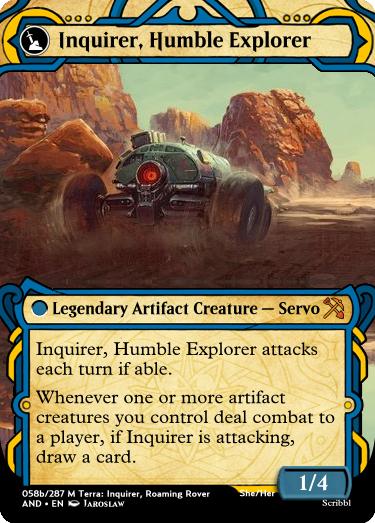 Inquirer, Humble Explorer
Legendary Artifact Creature — Servo
Inquirer, Humble Explorer attacks
each turn if able.
Whenever one or more artifact
creatures you control deal combat to
a player, if Inquirer is attacking,
draw a card.
1/4
058b/287 M Terra: Inquirer, Roaming Rover
She/Her
AND • EN Jaroslaw
Scribbl